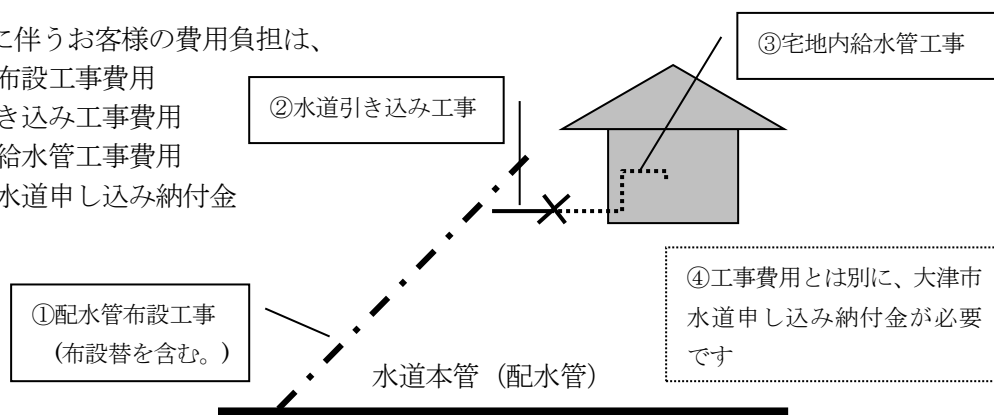 に伴うお客様の費用負担は、
布設工事費用
き込み工事費用
給水管工事費用
水道申し込み納付金
②水道引き込み工事
③宅地内給水管工事
①配水管布設工事
(布設替を含む。)
④工事費用とは別に、大津市
水道申し込み納付金が必要
です
水道本管（配水管）